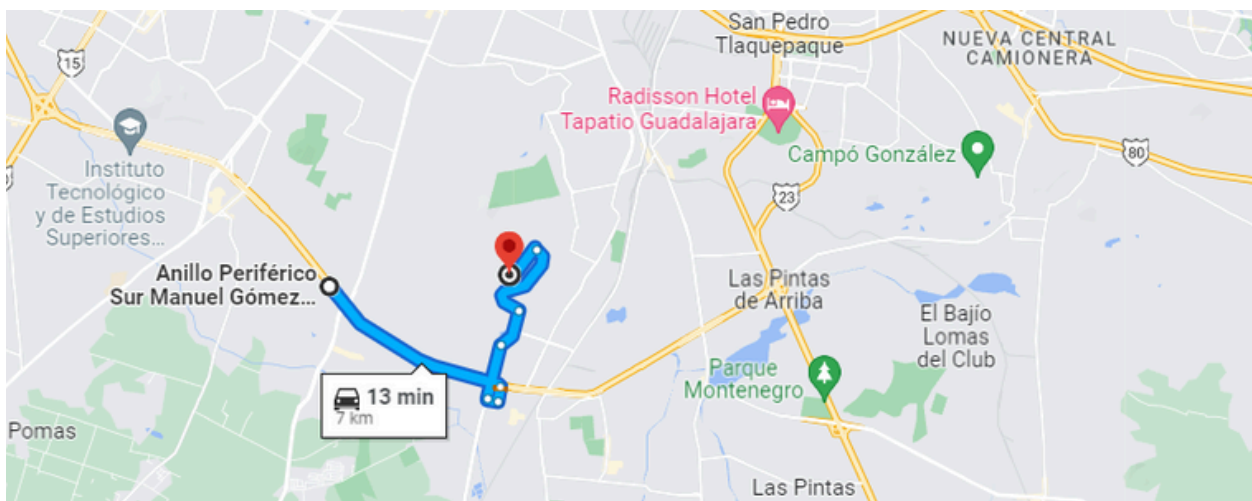 San Pedro
Tlaquepaque
NUEVA CENTRAL
CAMIONERA
15
Radisson Hotel
Tapatio Guadalajara
Campó González
80
Instituto
Tecnológico
y de Estudios
Superiores...
23
Anillo Periférico
Sur Manuel Gómez...
Las Pintas
de Arriba
El Bajío
Lomas
del Club
Parque
Montenegro
13 min
7 km
Pomas
Las Pintas